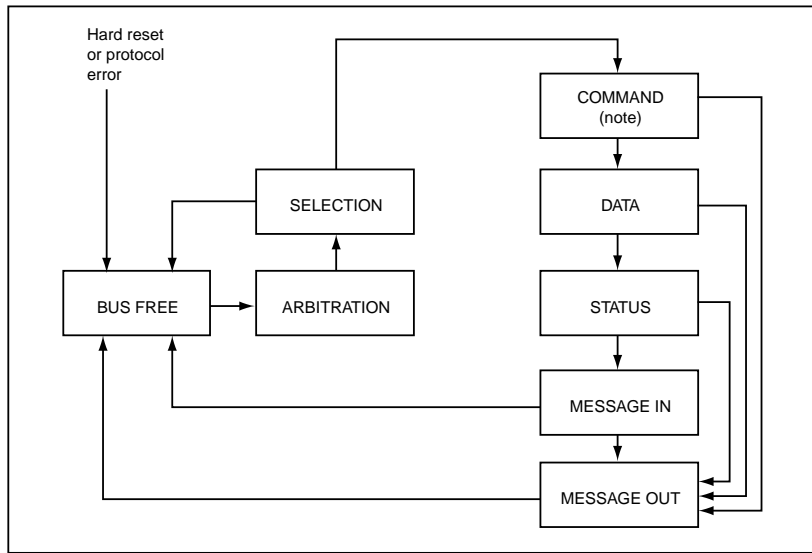 Hard reset
or protocol
error
COMMAND
(note)
SELECTION
DATA
BUS FREE
ARBITRATION
STATUS
MESSAGE IN
MESSAGE OUT